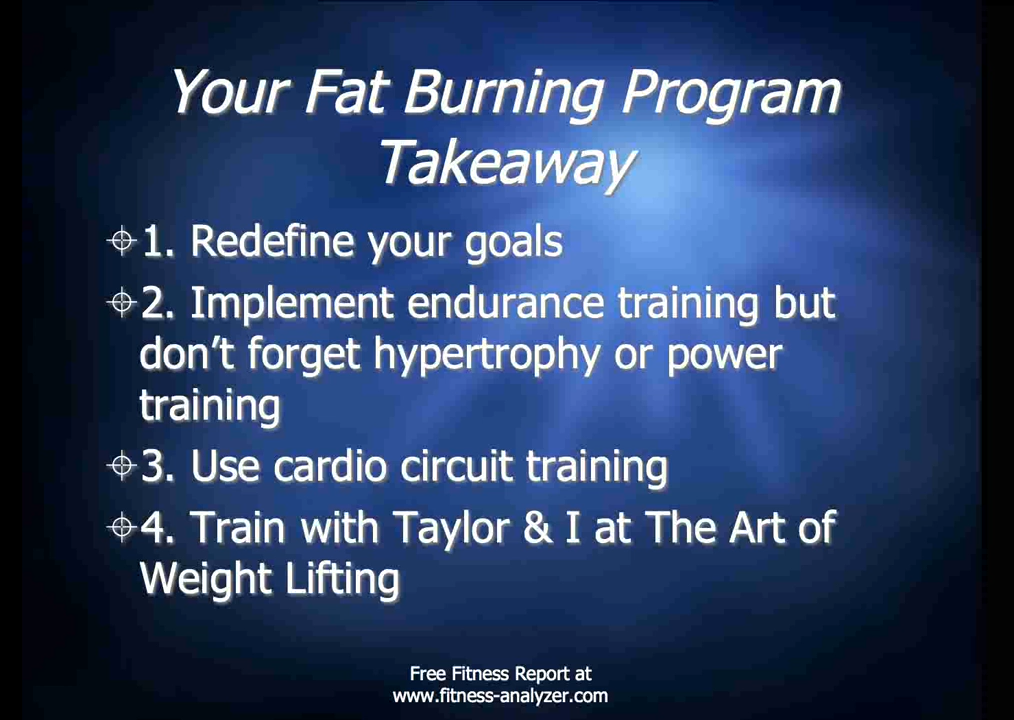 Your Fat Burning Program
Takeaway
1. Redefine your goals
2. Implement endurance training but
don't forget hypertrophy or power
training
3. Use cardio circuit training
4. Train with Taylor & I at The Art of
Weight Lifting
Free Fitness Report at
www.fitness-analyzer.com